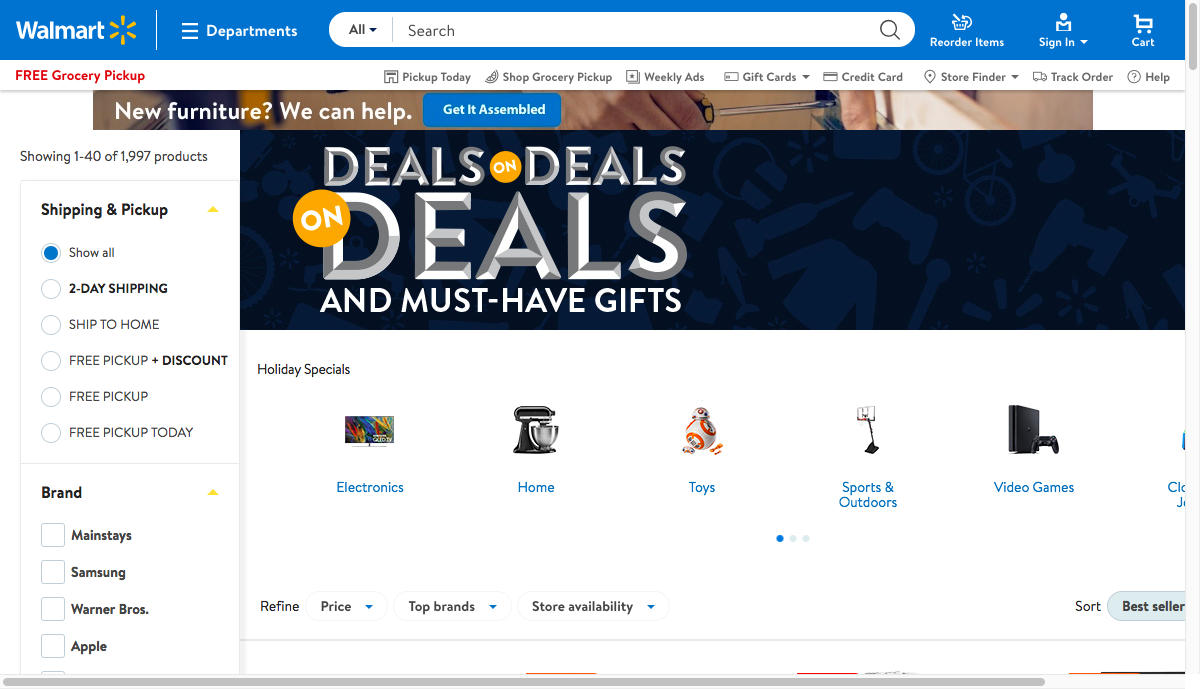 Walmart
Departments
All
Search
Reorder Items
Sign In
Cart
FREE Grocery Pickup
Pickup Today
Shop Grocery Pickup
Weekly Ads
Gift Cards
Credit Card
Store Finder
Track Order
Help
New furniture? We can help.
Get It Assembled
Showing 1-40 of 1,997 products
DEALS ON DEALS
ON DEALS
AND MUST-HAVE GIFTS
Shipping & Pickup
Show all
2-DAY SHIPPING
SHIP TO HOME
FREE PICKUP + DISCOUNT
FREE PICKUP
FREE PICKUP TODAY
Brand
Mainstays
Samsung
Warner Bros.
Apple
Holiday Specials
Electronics
Home
Toys
Sports &
Outdoors
Video Games
Refine
Price
Top brands
Store availability
Sort
Best seller